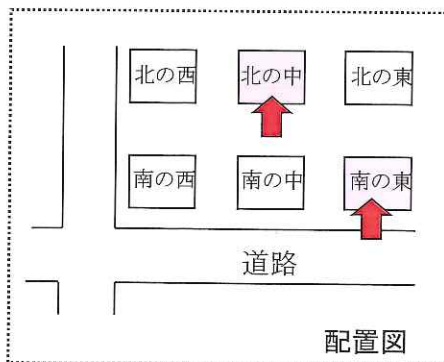 北の西 北の中 北の東
南の西 南の中 南の東
道路
配置図